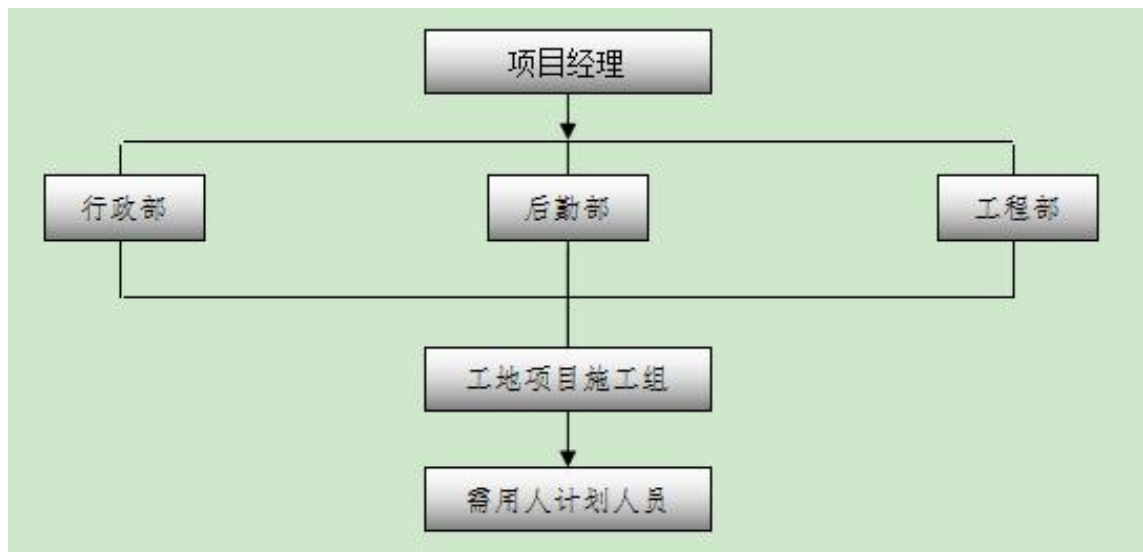 项目经理
行政部
后勤部
工程部
工地项目施工组
需用人计划人员